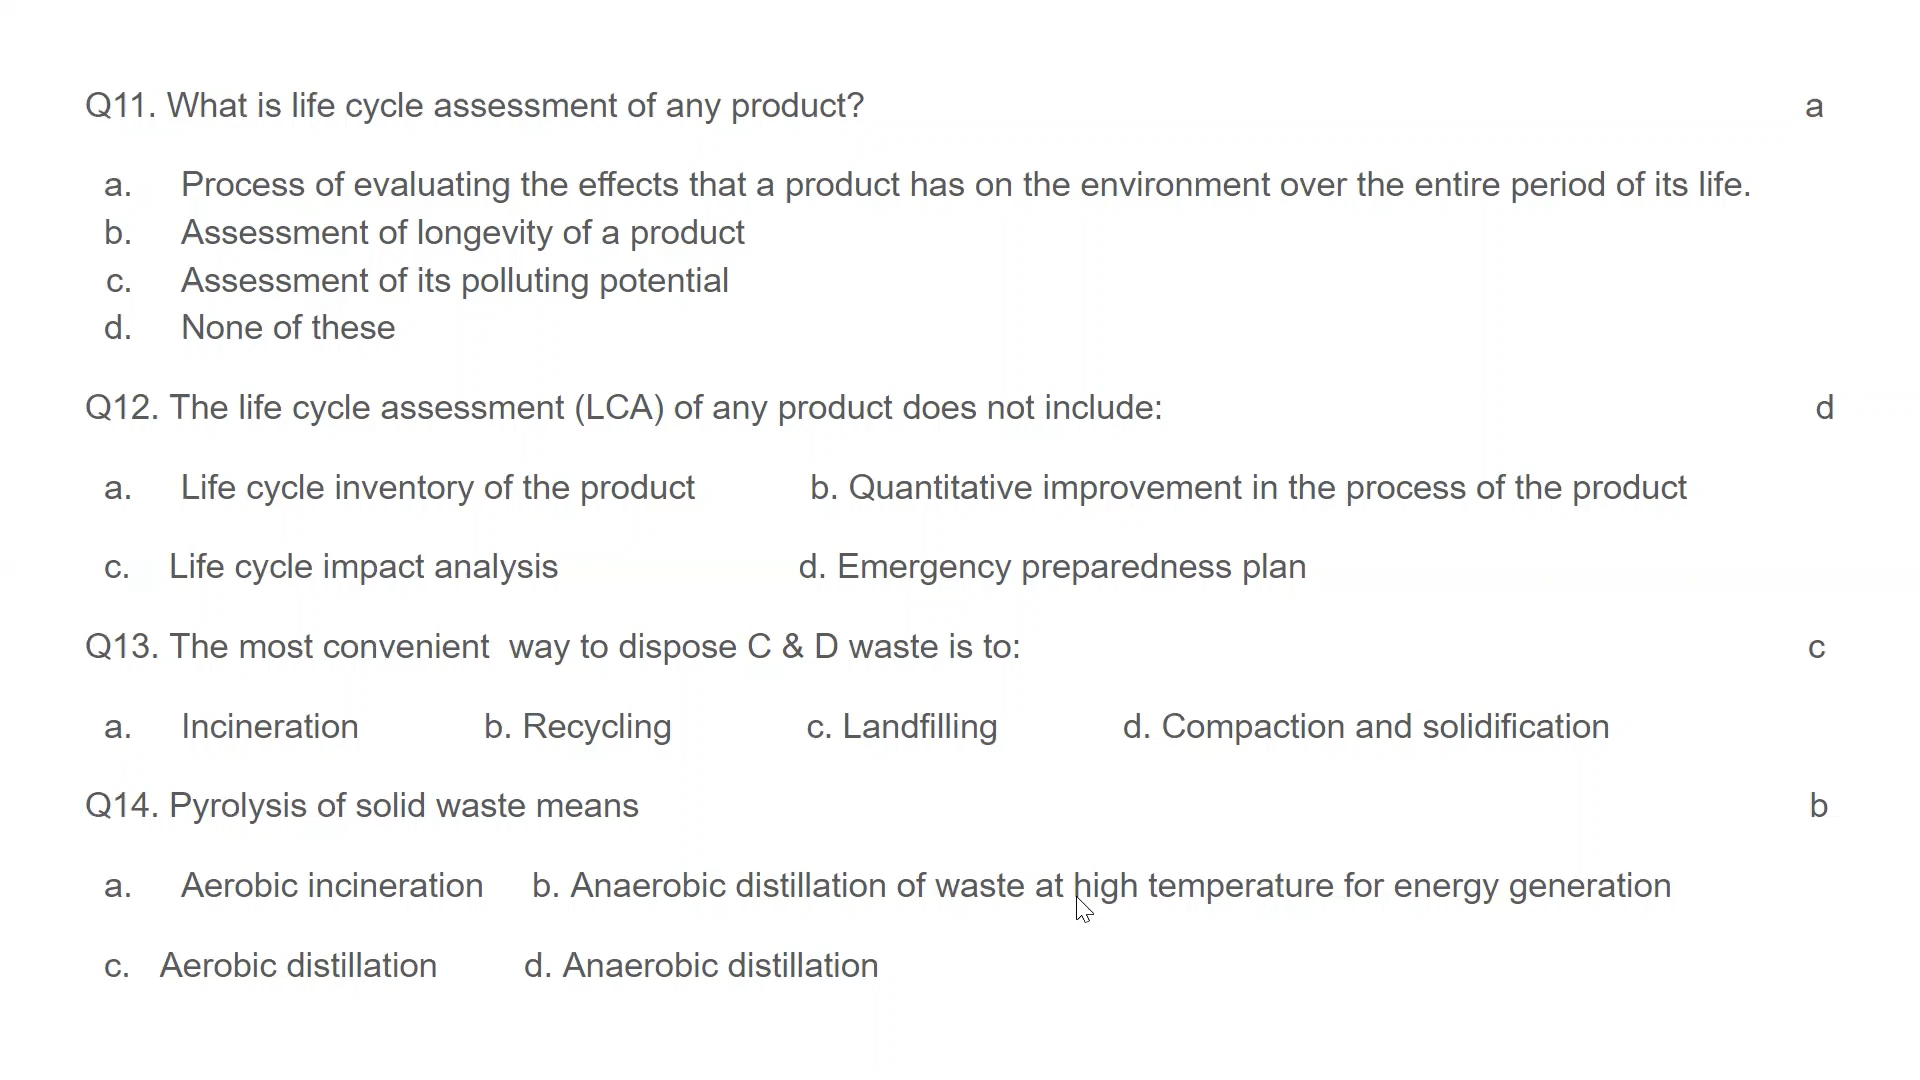 Q11. What is life cycle assessment of any product? a
a. Process of evaluating the effects that a product has on the environment over the entire period of its life.
b. Assessment of longevity of a product
c. Assessment of its polluting potential
d. None of these
Q12. The life cycle assessment (LCA) of any product does not include: d
a. Life cycle inventory of the product b. Quantitative improvement in the process of the product
c. Life cycle impact analysis d. Emergency preparedness plan
Q13. The most convenient way to dispose C & D waste is to: c
a. Incineration b. Recycling c. Landfilling d. Compaction and solidification
Q14. Pyrolysis of solid waste means b
a. Aerobic incineration b. Anaerobic distillation of waste at high temperature for energy generation
c. Aerobic distillation d. Anaerobic distillation